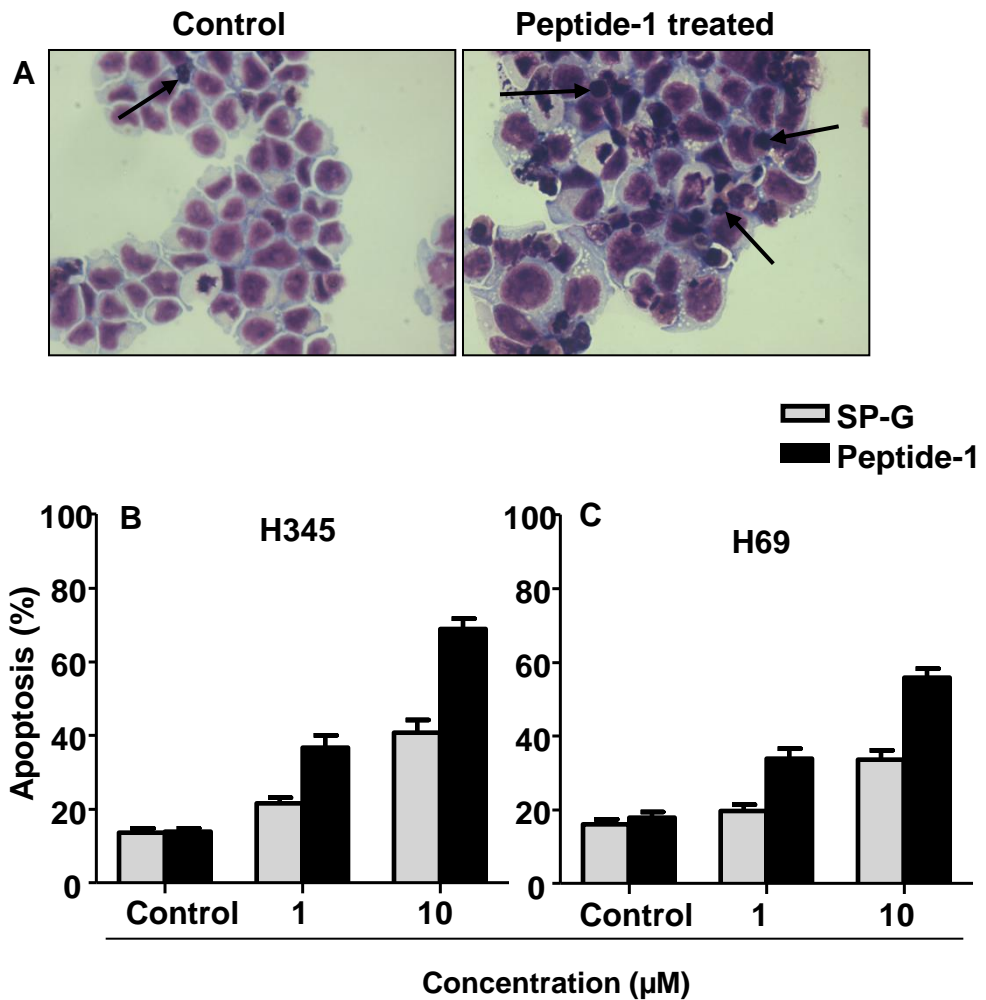 Control
Peptide-1 treated
A
SP-G
Peptide-1
B
H345
100
80
60
40
20
0
Apoptosis (%)
Control 1 10
C
H69
100
80
60
40
20
0
Control 1 10
Concentration (µM)